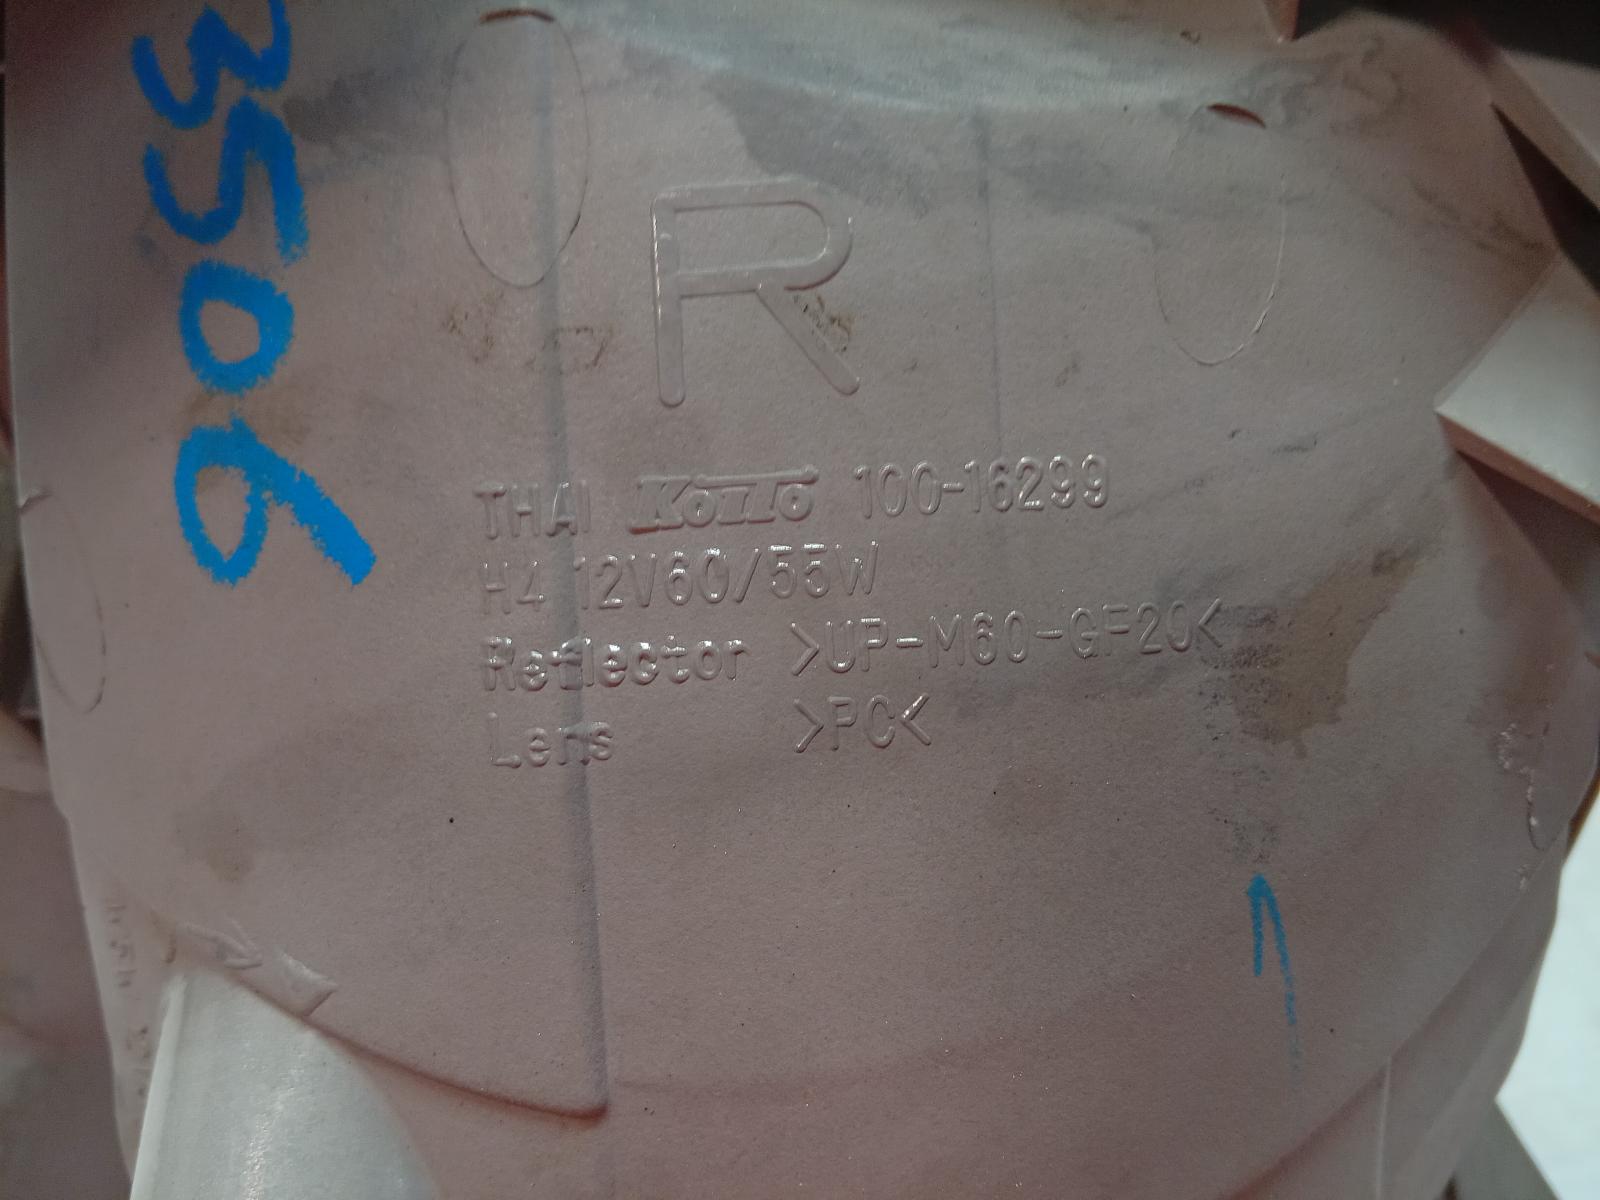 3506
R
THAI KOITO 100-16299
H4 12V60/55W
Reflector >UP-M60-GF20<
Lens >PC<